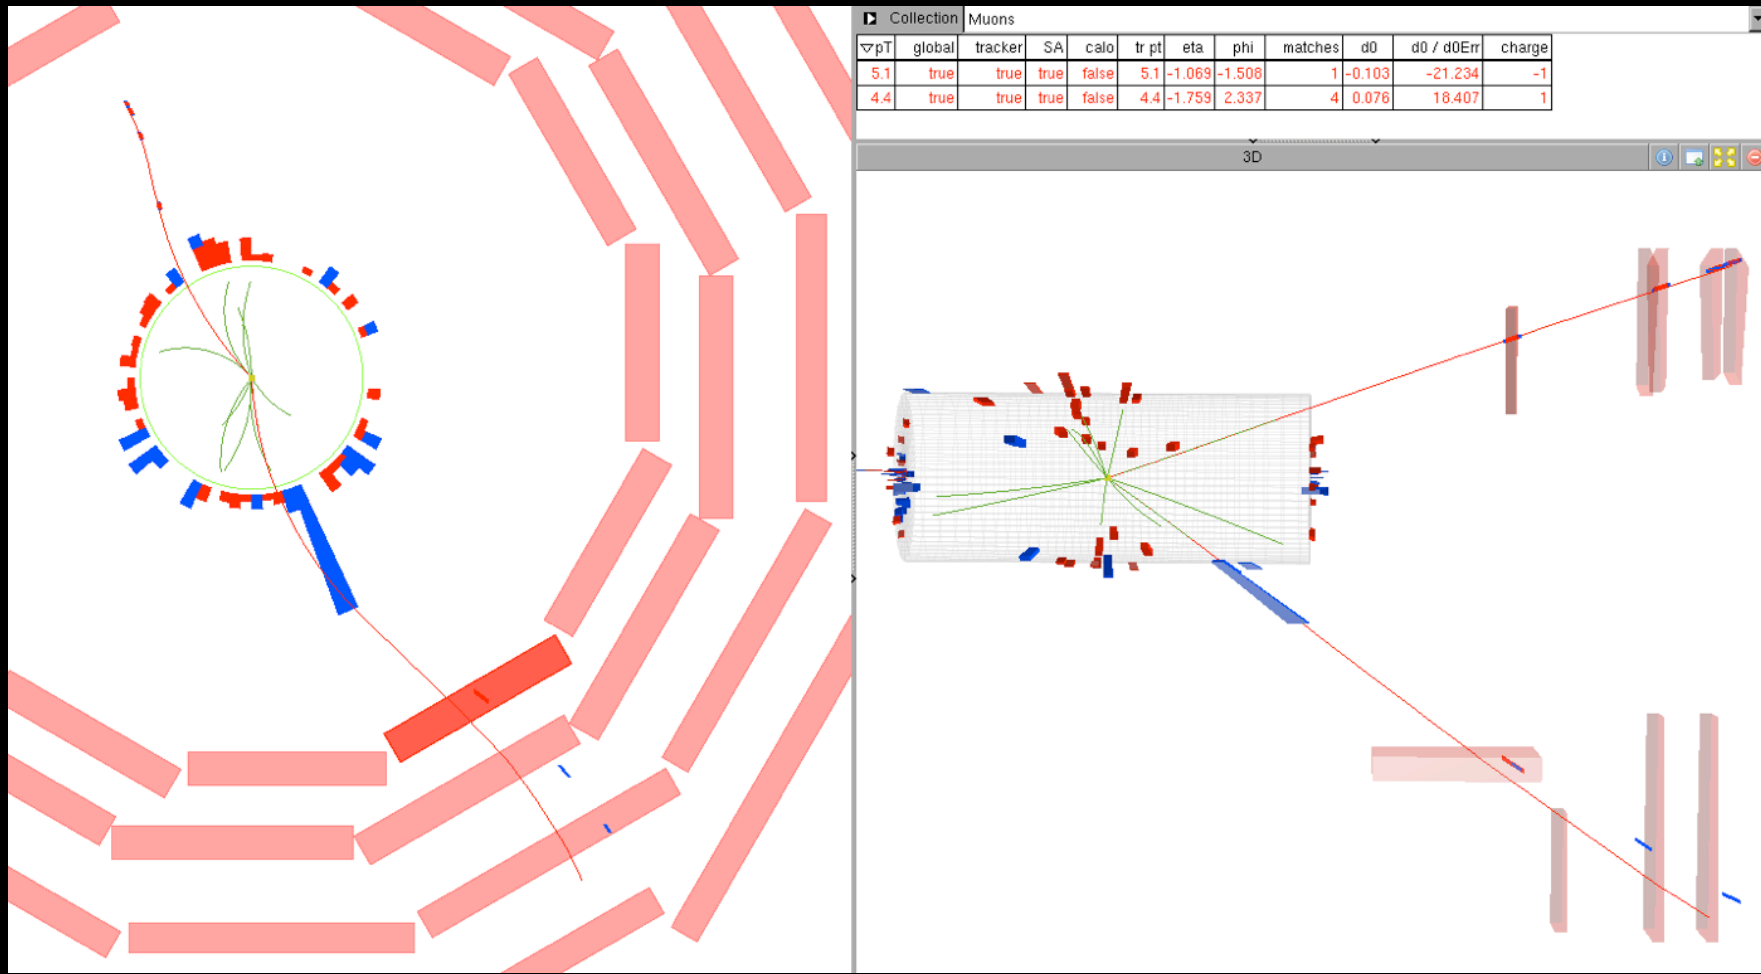 Collection Muons
pT global tracker SA calo tr pt eta phi matches d0 d0 / d0Err charge
5.1 true true true false 5.1 -1.069 -1.508 1 -0.103 -21.234 -1
4.4 true true true false 4.4 -1.759 2.337 4 0.076 18.407 1
3D